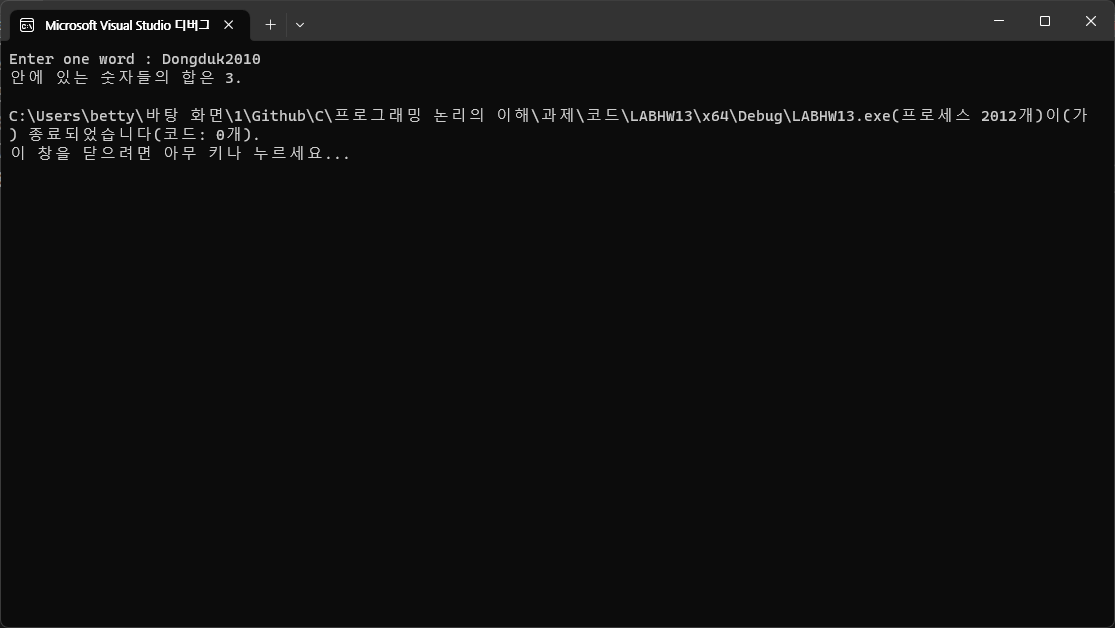 Microsoft Visual Studio 디버그
Enter one word : Dongduk2010
안에 있는 숫자들의 합은 3.
C:\Users\betty\바탕 화면\1\Github\C\프로그래밍 논리의 이해\과제\코드\LABHW13\x64\Debug\LABHW13.exe(프로세스 2012개)이(가
) 종료되었습니다(코드: 0개).
이 창을 닫으려면 아무 키나 누르세요...